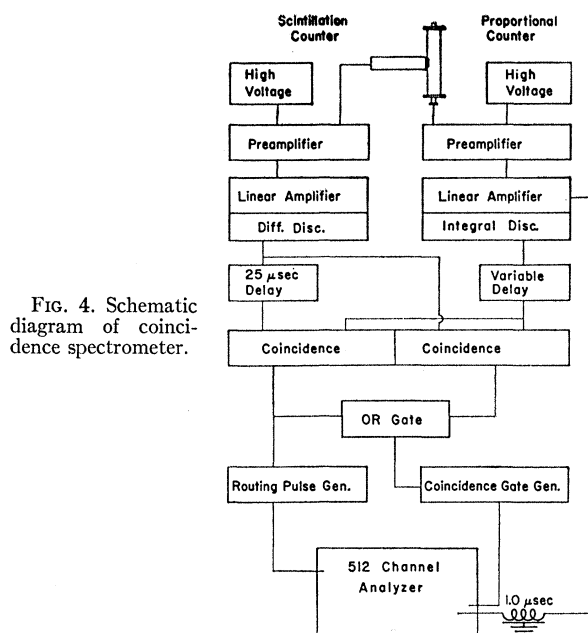 Scintillation
Counter
Proportional
Counter
High
Voltage
High
Voltage
Preamplifier
Preamplifier
Linear Amplifier
Diff. Disc.
Linear Amplifier
Integral Disc.
25 μsec
Delay
Variable
Delay
Coincidence
Coincidence
OR Gate
Routing Pulse Gen.
Coincidence Gate Gen.
512 Channel
Analyzer
1.0 μsec
FIG. 4. Schematic
diagram of coinci-
dence spectrometer.